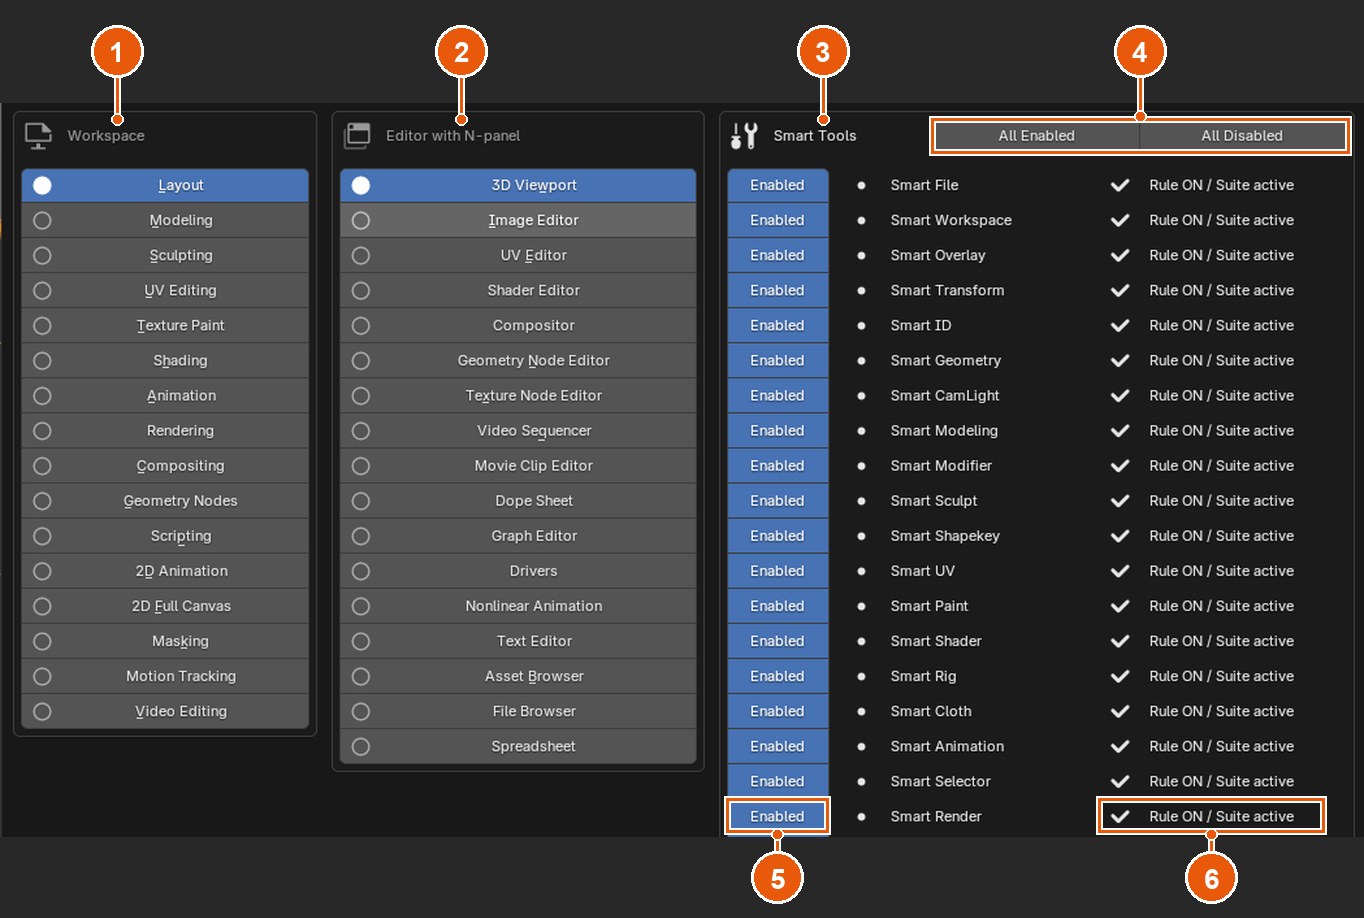 1
2
3
4
Workspace
Layout
Modeling
Sculpting
UV Editing
Texture Paint
Shading
Animation
Rendering
Compositing
Geometry Nodes
Scripting
2D Animation
2D Full Canvas
Masking
Motion Tracking
Video Editing
Editor with N-panel
3D Viewport
Image Editor
UV Editor
Shader Editor
Compositor
Geometry Node Editor
Texture Node Editor
Video Sequencer
Movie Clip Editor
Dope Sheet
Graph Editor
Drivers
Nonlinear Animation
Text Editor
Asset Browser
File Browser
Spreadsheet
Smart Tools All Enabled All Disabled
Enabled Smart File Rule ON / Suite active
Enabled Smart Workspace Rule ON / Suite active
Enabled Smart Overlay Rule ON / Suite active
Enabled Smart Transform Rule ON / Suite active
Enabled Smart ID Rule ON / Suite active
Enabled Smart Geometry Rule ON / Suite active
Enabled Smart CamLight Rule ON / Suite active
Enabled Smart Modeling Rule ON / Suite active
Enabled Smart Modifier Rule ON / Suite active
Enabled Smart Sculpt Rule ON / Suite active
Enabled Smart Shapekey Rule ON / Suite active
Enabled Smart UV Rule ON / Suite active
Enabled Smart Paint Rule ON / Suite active
Enabled Smart Shader Rule ON / Suite active
Enabled Smart Rig Rule ON / Suite active
Enabled Smart Cloth Rule ON / Suite active
Enabled Smart Animation Rule ON / Suite active
Enabled Smart Selector Rule ON / Suite active
Enabled Smart Render Rule ON / Suite active
5
6